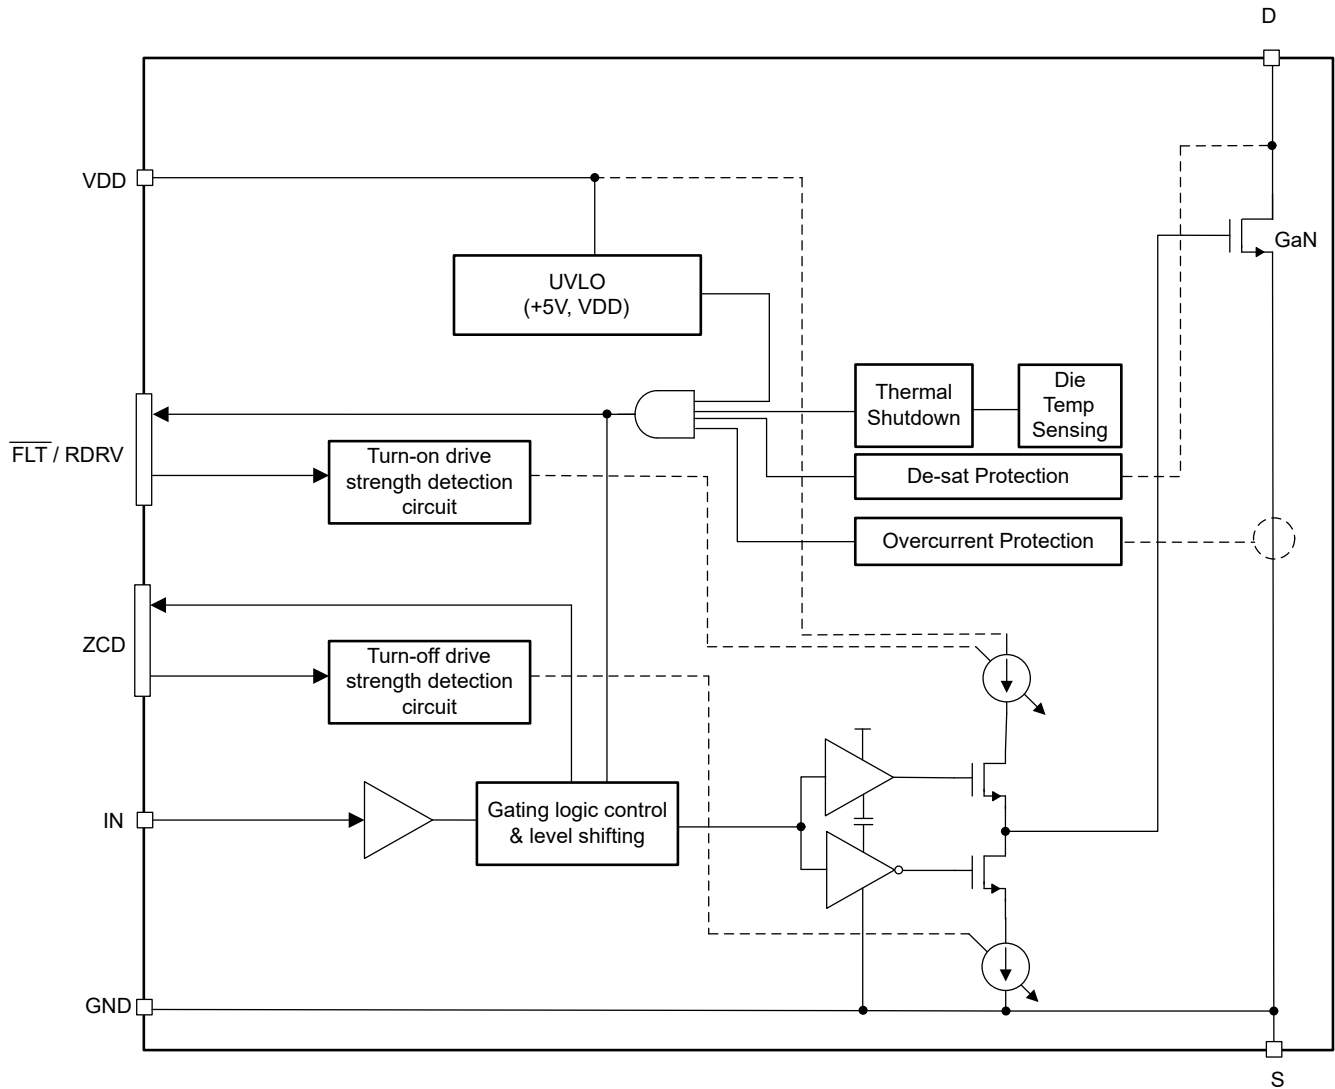 D
VDD
GaN
UVLO
(+5V, VDD)
Thermal
Shutdown
Die
Temp
Sensing
FLT / RDRV
Turn-on drive
strength detection
circuit
De-sat Protection
Overcurrent Protection
ZCD
Turn-off drive
strength detection
circuit
IN
Gating logic control
& level shifting
GND
S